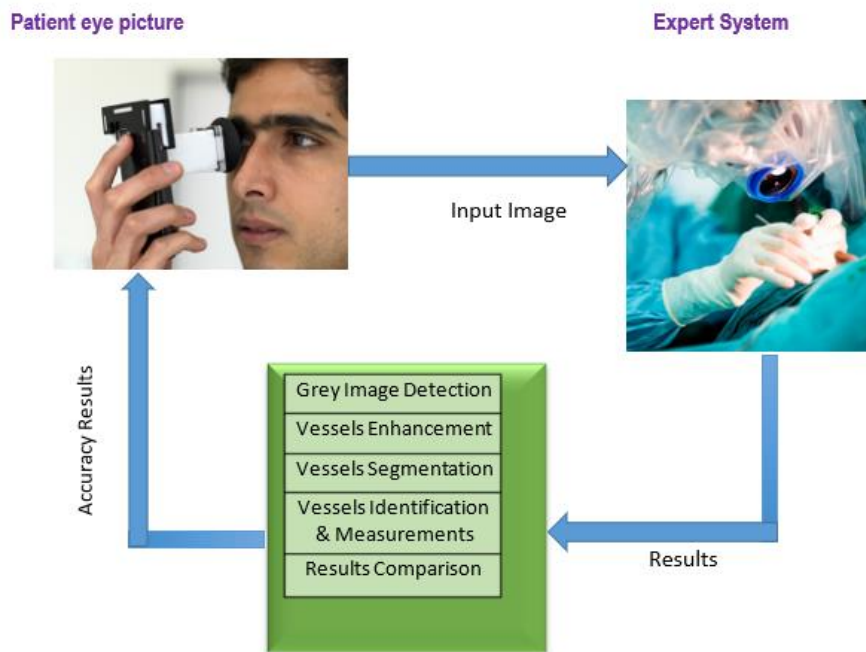 Patient eye picture
Expert System
Input Image
Accuracy Results
Grey Image Detection
Vessels Enhancement
Vessels Segmentation
Vessels Identification
& Measurements
Results Comparison
Results